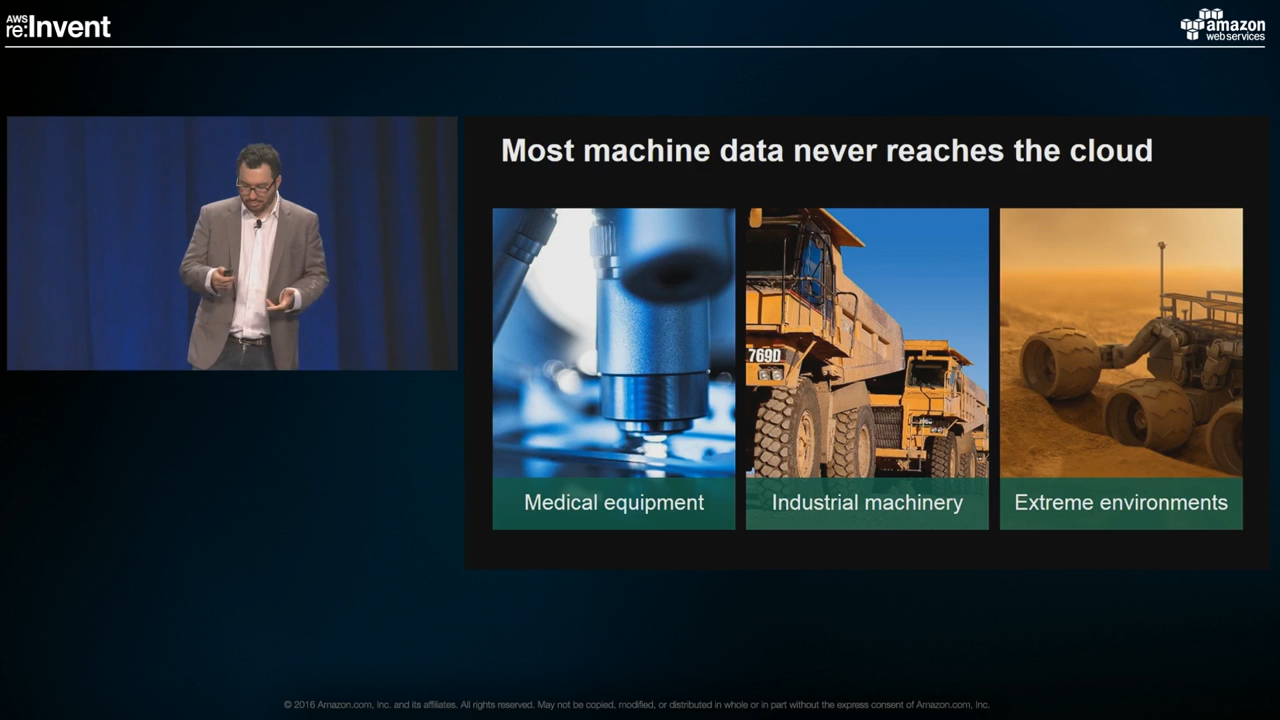 AWS
re:Invent
amazon
webservices
Most machine data never reaches the cloud
769D
Medical equipment
Industrial machinery
Extreme environments
© 2016 Amazon.com, Inc. and its affiliates. All rights reserved. May not be copied, modified, or distributed in whole or in part without the express consent of Amazon.com, Inc.